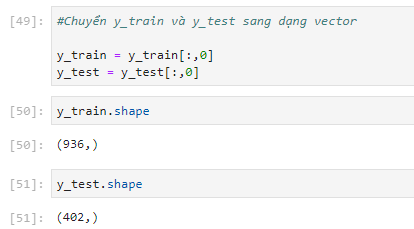 [49]: #Chuyển y_train và y_test sang dạng vector
y_train = y_train[:,0]
y_test = y_test[:,0]
[50]: y_train.shape
[50]: (936,)
[51]: y_test.shape
[51]: (402,)